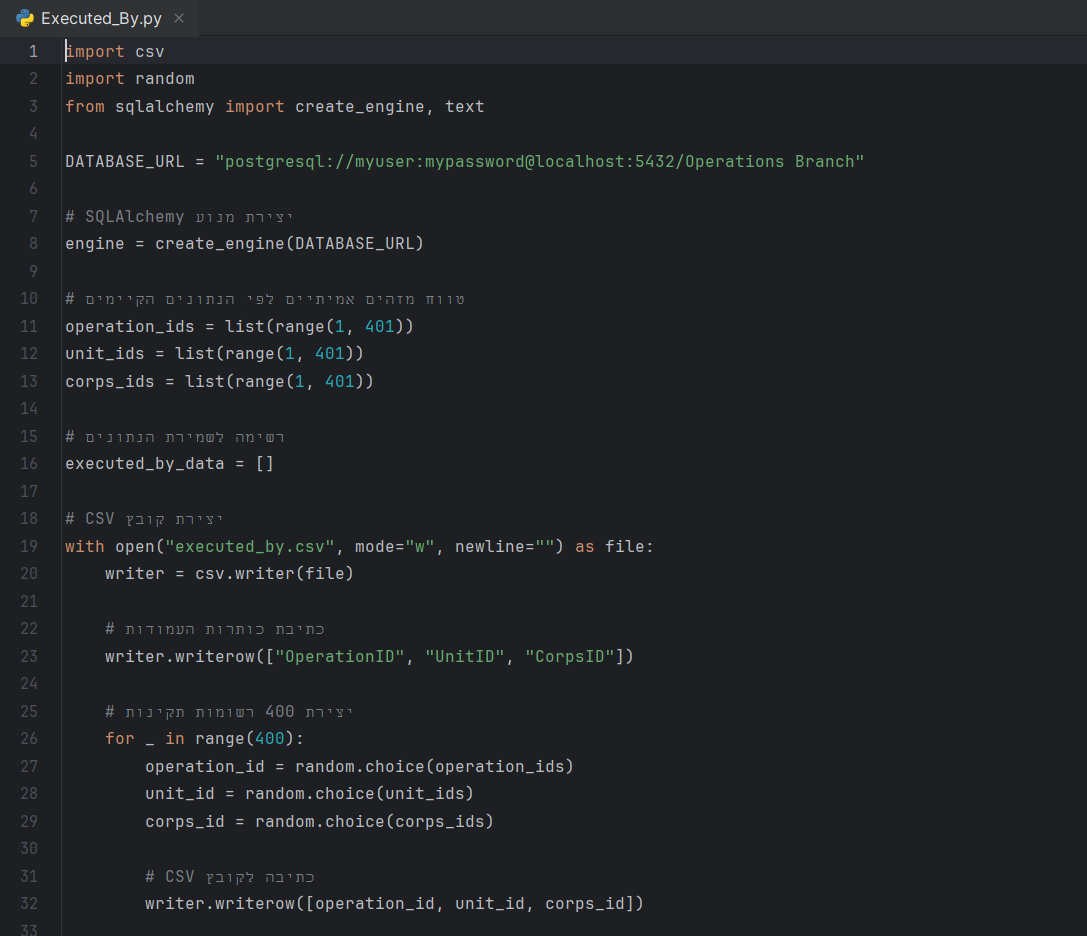 Executed_By.py
1 import csv
2 import random
3 from sqlalchemy import create_engine, text
4
5 DATABASE_URL = "postgresql://myuser:mypassword@localhost:5432/Operations Branch"
6
7 # SQLAlchemy יצירת מנוע
8 engine = create_engine(DATABASE_URL)
9
10 # טווח מזהים אמיתיים לפי הנתונים הקיימים
11 operation_ids = list(range(1, 401))
12 unit_ids = list(range(1, 401))
13 corps_ids = list(range(1, 401))
14
15 # רשימה לשמירת הנתונים
16 executed_by_data = []
17
18 # CSV יצירת קובץ
19 with open("executed_by.csv", mode="w", newline="") as file:
20     writer = csv.writer(file)
21
22     # כתיבת כותרות העמודות
23     writer.writerow(["OperationID", "UnitID", "CorpsID"])
24
25     # יצירת 400 רשומות תקינות
26     for _ in range(400):
27         operation_id = random.choice(operation_ids)
28         unit_id = random.choice(unit_ids)
29         corps_id = random.choice(corps_ids)
30
31         # CSV כתיבה לקובץ
32         writer.writerow([operation_id, unit_id, corps_id])
33